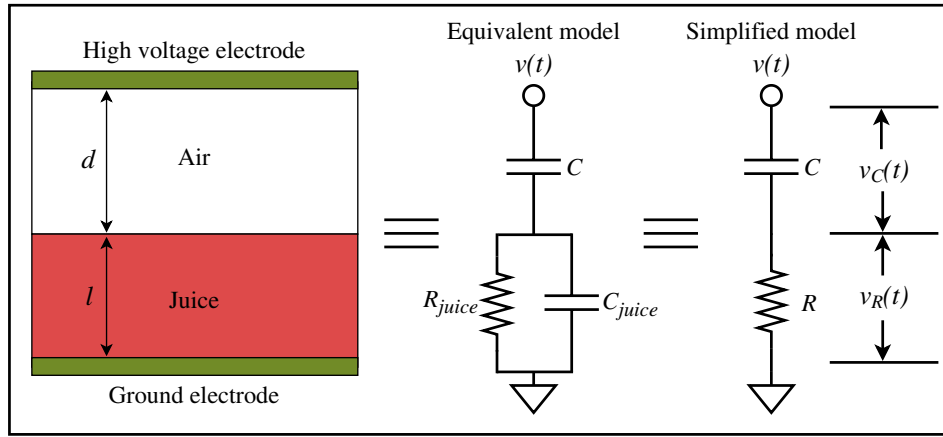 High voltage electrode
d
Air
l
Juice
Ground electrode
Equivalent model
v(t)
C
R_juice
C_juice
Simplified model
v(t)
C
R
v_C(t)
v_R(t)